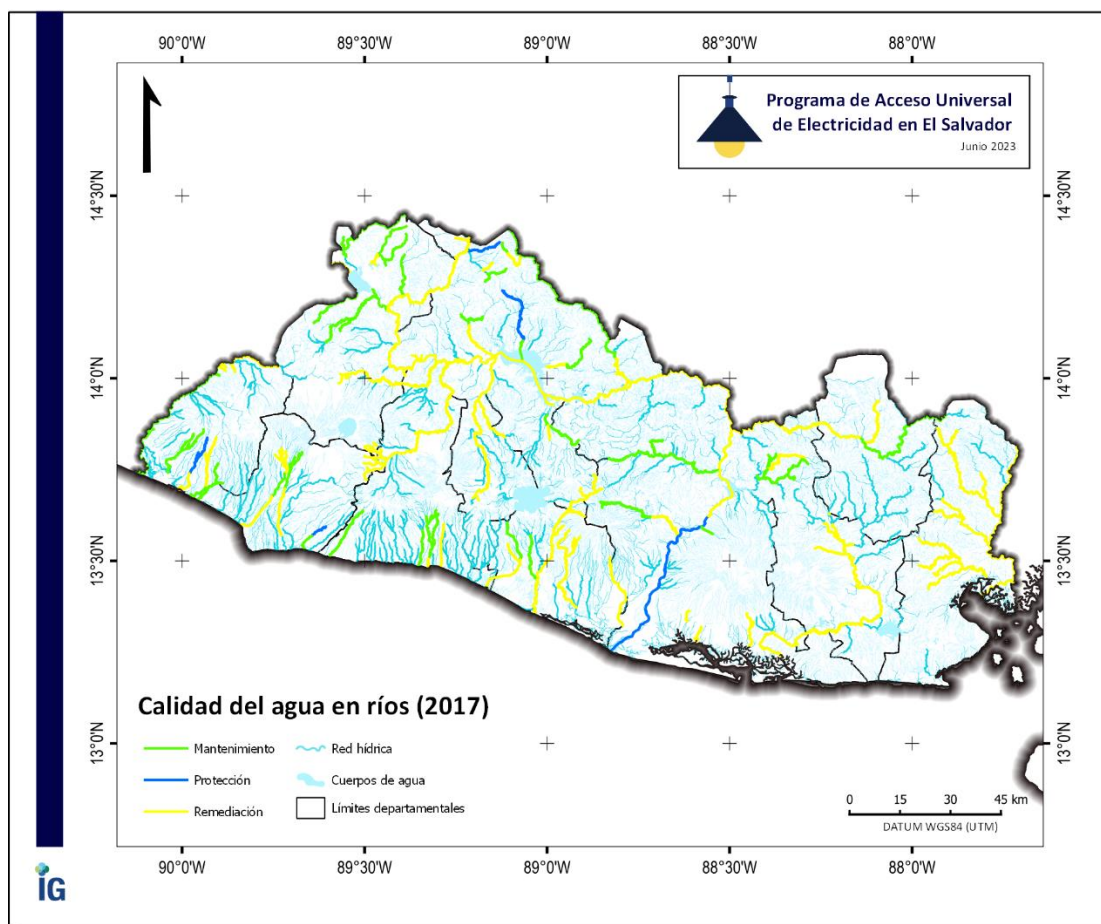 90°0'W 89°30'W 89°0'W 88°30'W 88°0'W
Programa de Acceso Universal
de Electricidad en El Salvador
Junio 2023
14°30'N 14°30'N
14°0'N 14°0'N
13°30'N 13°30'N
13°0'N 13°0'N
Calidad del agua en ríos (2017)
Mantenimiento Red hídrica
Protección Cuerpos de agua
Remediación Límites departamentales
0 15 30 45 km
DATUM WGS84 (UTM)
90°0'W 89°30'W 89°0'W 88°30'W 88°0'W
iG